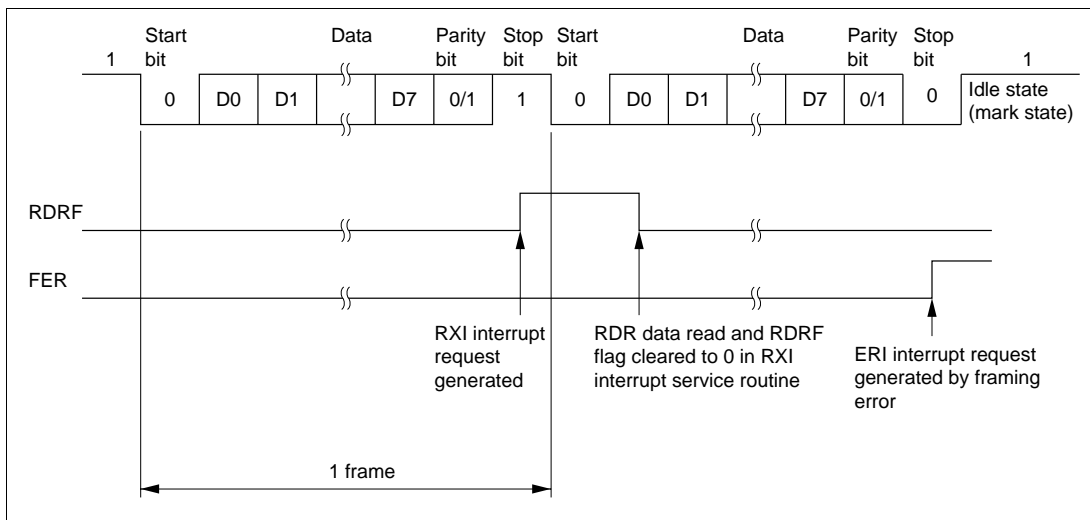 Start
bit
Data
Parity
bit
Stop
bit
Start
bit
Data
Parity
bit
Stop
bit
1
1
0
D0
D1
D7
0/1
1
0
D0
D1
D7
0/1
0
Idle state
(mark state)
RDRF
FER
RXI interrupt
request
generated
RDR data read and RDRF
flag cleared to 0 in RXI
interrupt service routine
ERI interrupt request
generated by framing
error
1 frame